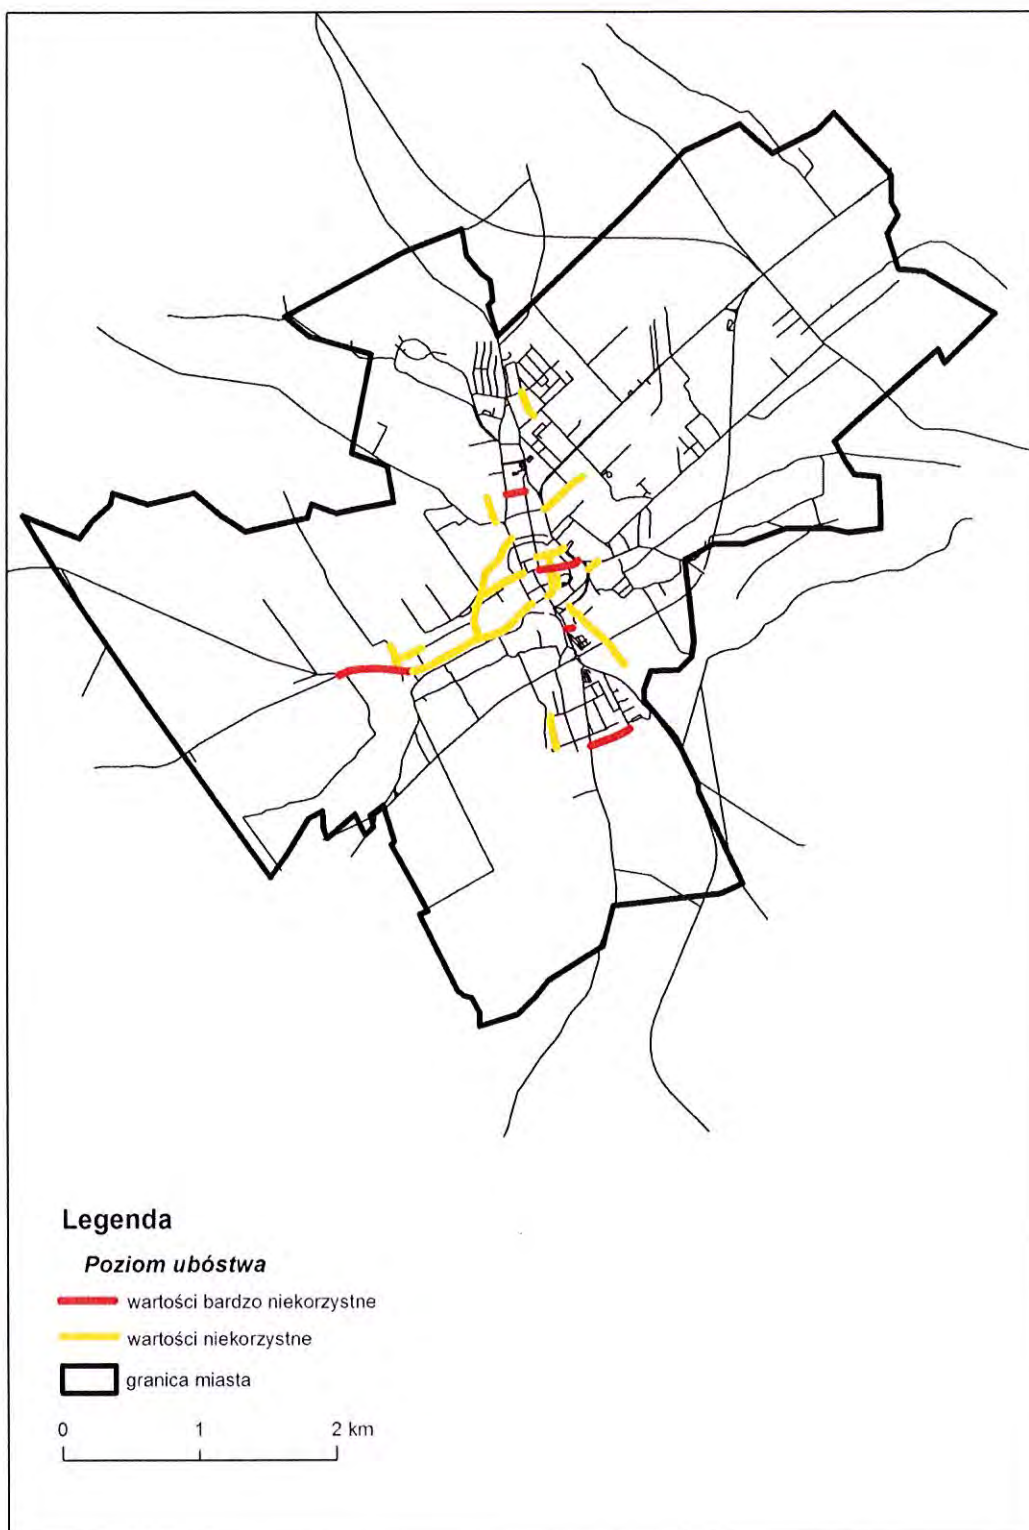 Legenda
Poziom ubóstwa
wartości bardzo niekorzystne
wartości niekorzystne
granica miasta
0 1 2 km